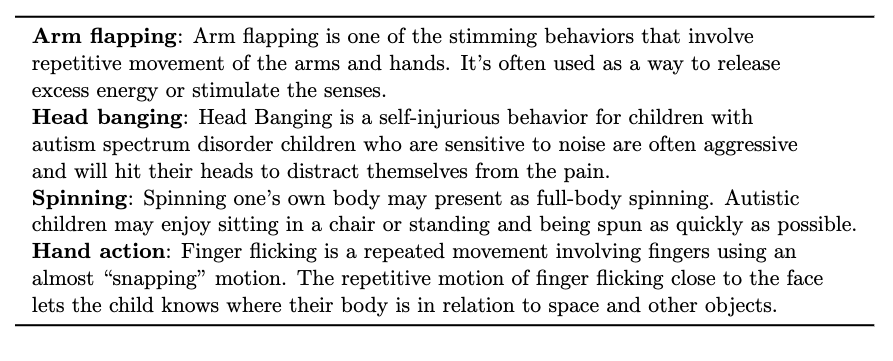 Arm flapping: Arm flapping is one of the stimming behaviors that involve
repetitive movement of the arms and hands. It's often used as a way to release
excess energy or stimulate the senses.
Head banging: Head Banging is a self-injurious behavior for children with
autism spectrum disorder children who are sensitive to noise are often aggressive
and will hit their heads to distract themselves from the pain.
Spinning: Spinning one's own body may present as full-body spinning. Autistic
children may enjoy sitting in a chair or standing and being spun as quickly as possible.
Hand action: Finger flicking is a repeated movement involving fingers using an
almost “snapping” motion. The repetitive motion of finger flicking close to the face
lets the child knows where their body is in relation to space and other objects.